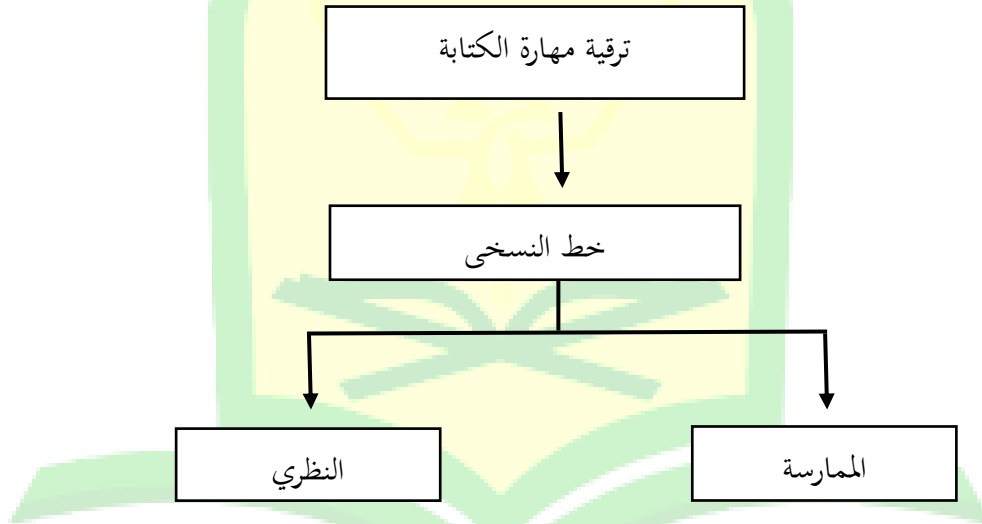 ترقية مهارة الكتابة
خط النسخى
الممارسة
النظري